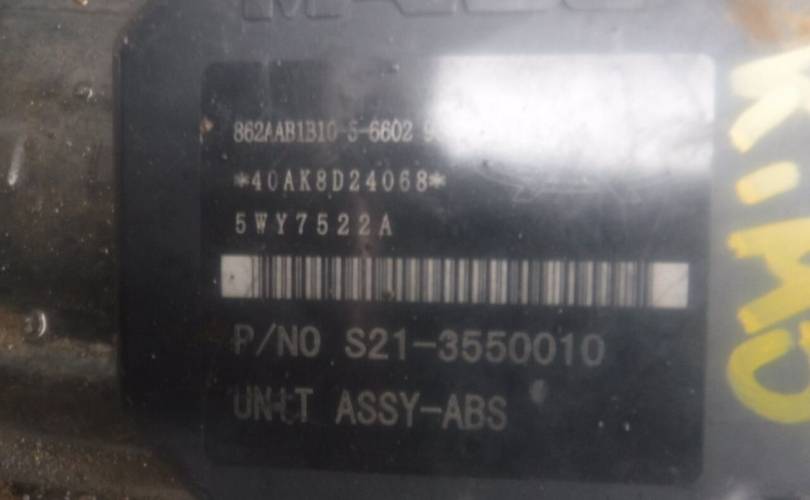 862AAB1B10 5-6602
*40AK8D24068*
5WY7522A
P/NO S21-3550010
UNIT ASSY-ABS